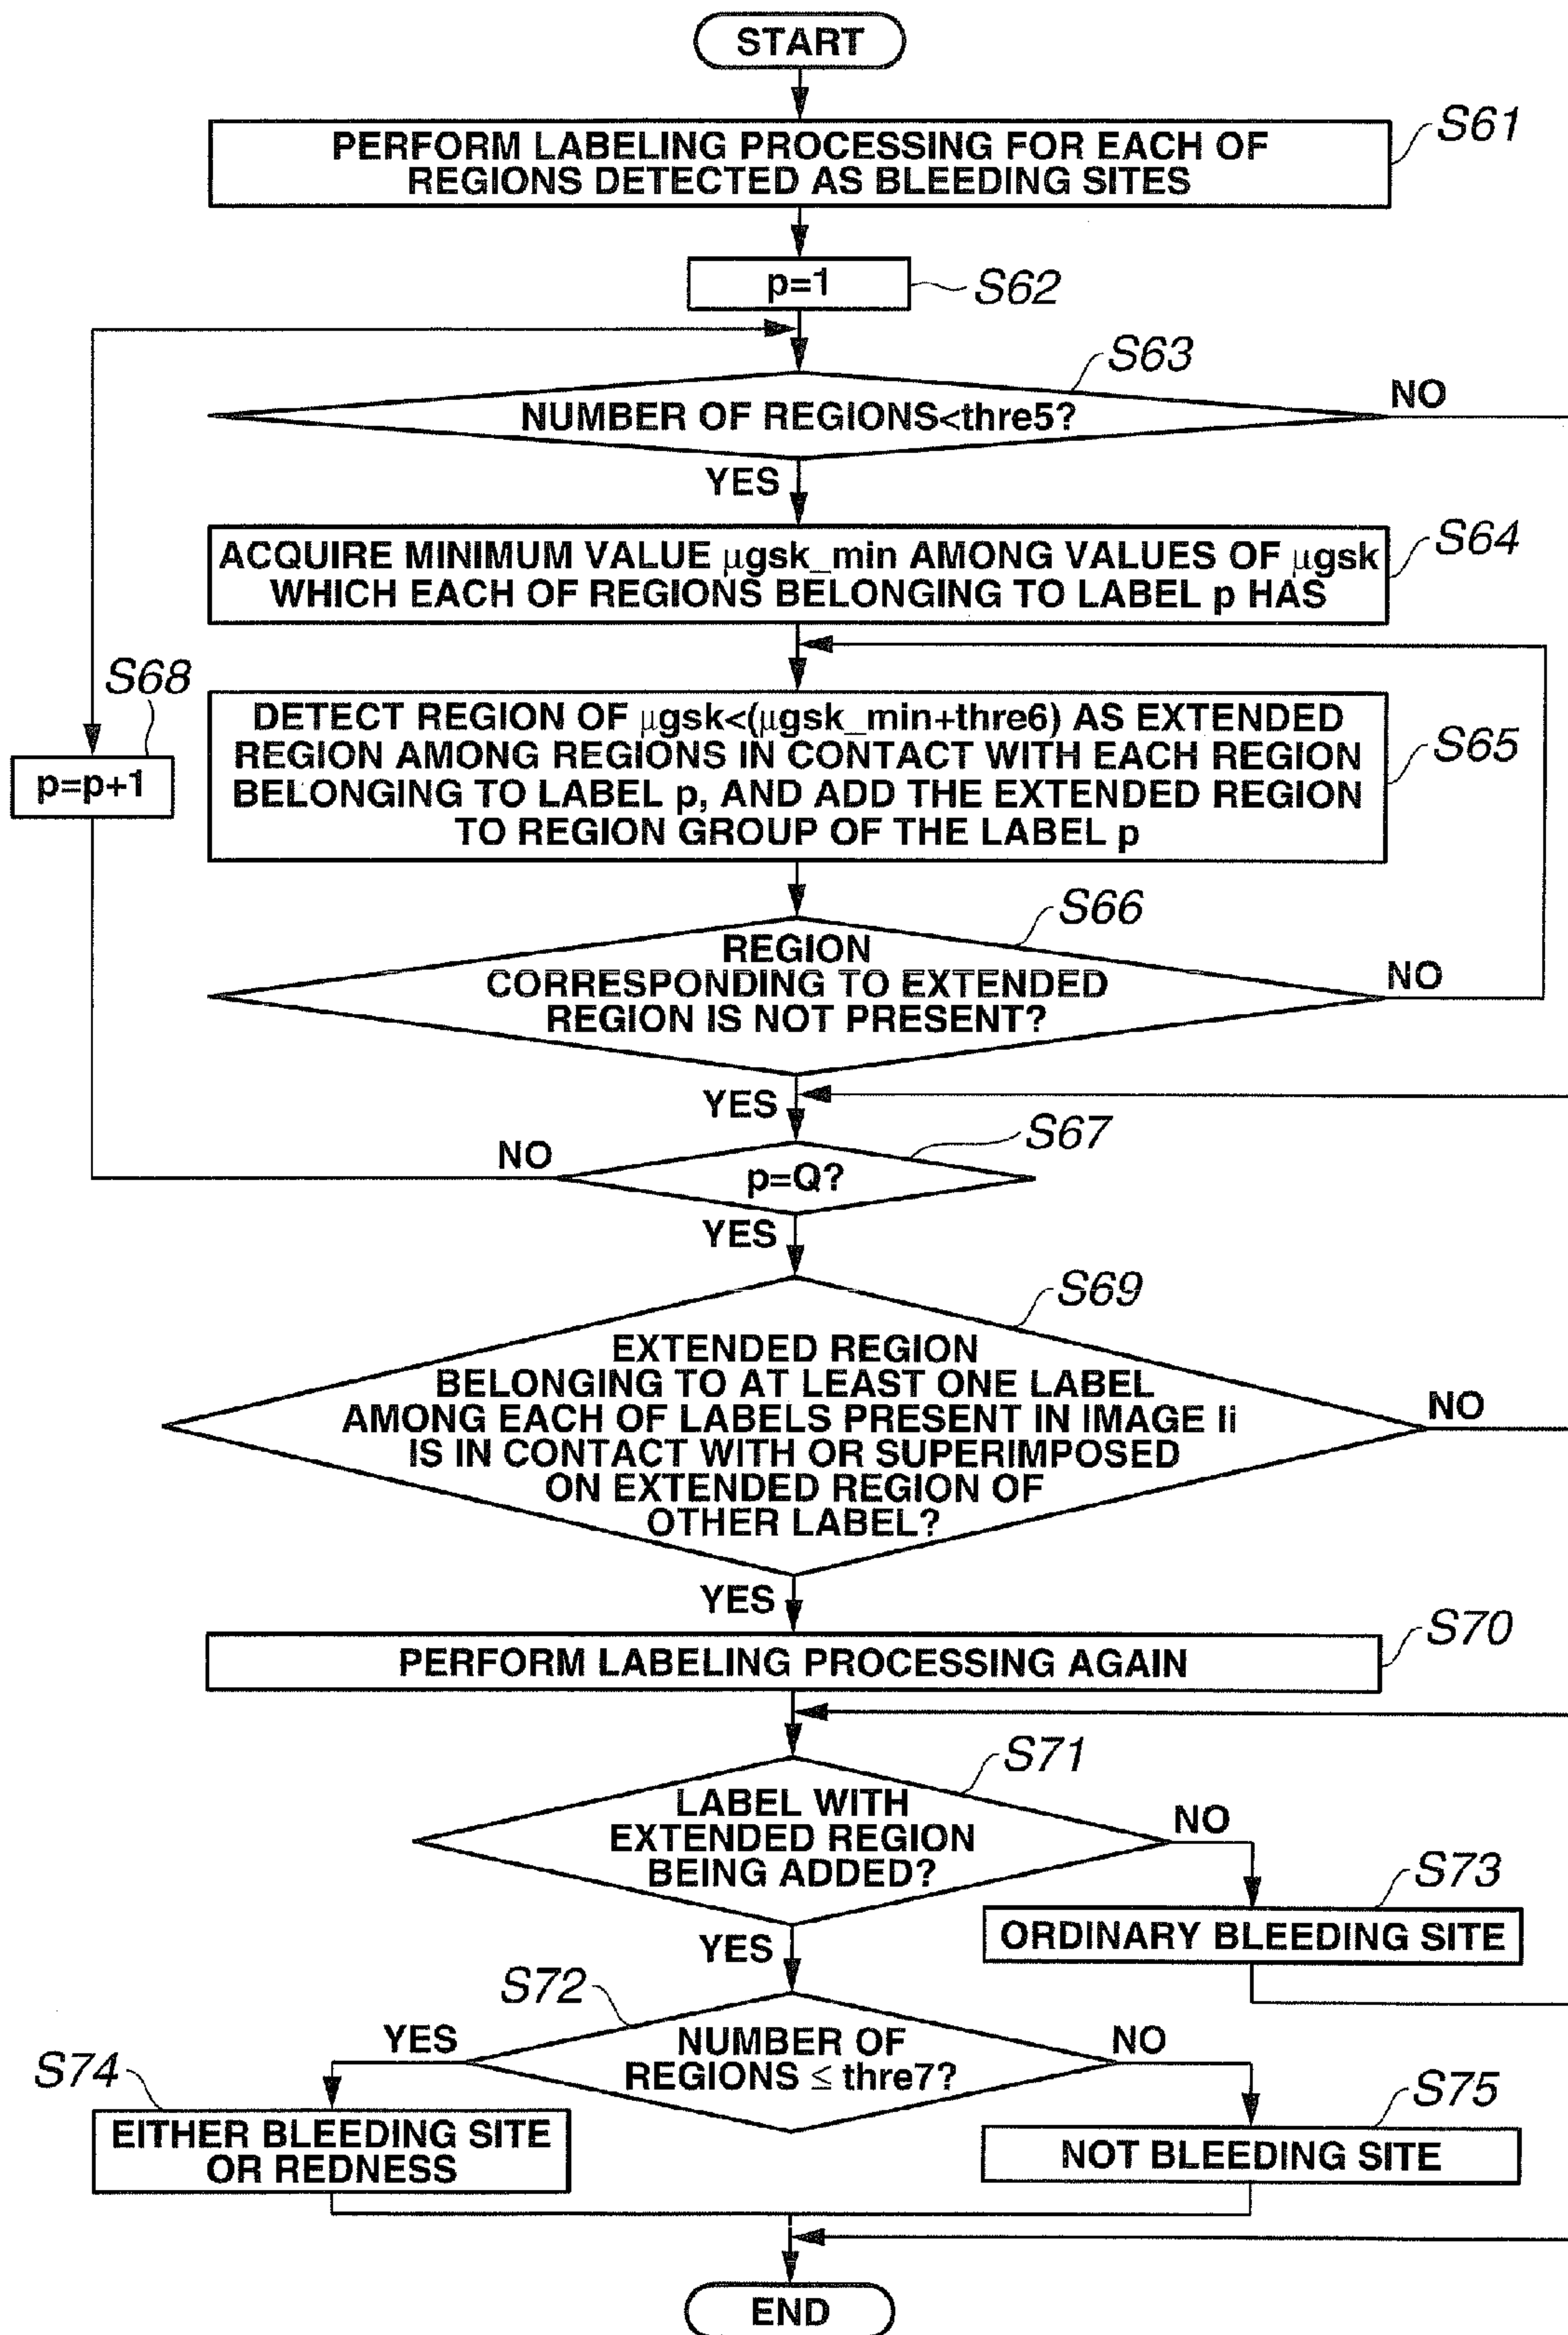 START
PERFORM LABELING PROCESSING FOR EACH OF
REGIONS DETECTED AS BLEEDING SITES
S61
p=1
S62
S63
NUMBER OF REGIONS<thre5?
NO
YES
ACQUIRE MINIMUM VALUE μgsk_min AMONG VALUES OF μgsk
WHICH EACH OF REGIONS BELONGING TO LABEL p HAS
S64
S68
p=p+1
DETECT REGION OF μgsk<(μgsk_min+thre6) AS EXTENDED
REGION AMONG REGIONS IN CONTACT WITH EACH REGION
BELONGING TO LABEL p, AND ADD THE EXTENDED REGION
TO REGION GROUP OF THE LABEL p
S65
S66
REGION
CORRESPONDING TO EXTENDED
REGION IS NOT PRESENT?
NO
YES
S67
NO
p=Q?
YES
S69
EXTENDED REGION
BELONGING TO AT LEAST ONE LABEL
AMONG EACH OF LABELS PRESENT IN IMAGE Ii
IS IN CONTACT WITH OR SUPERIMPOSED
ON EXTENDED REGION OF
OTHER LABEL?
NO
YES
S70
PERFORM LABELING PROCESSING AGAIN
S71
LABEL WITH
EXTENDED REGION
BEING ADDED?
NO
S73
ORDINARY BLEEDING SITE
YES
S72
NUMBER OF
REGIONS ≤ thre7?
YES
NO
S74
EITHER BLEEDING SITE
OR REDNESS
S75
NOT BLEEDING SITE
END